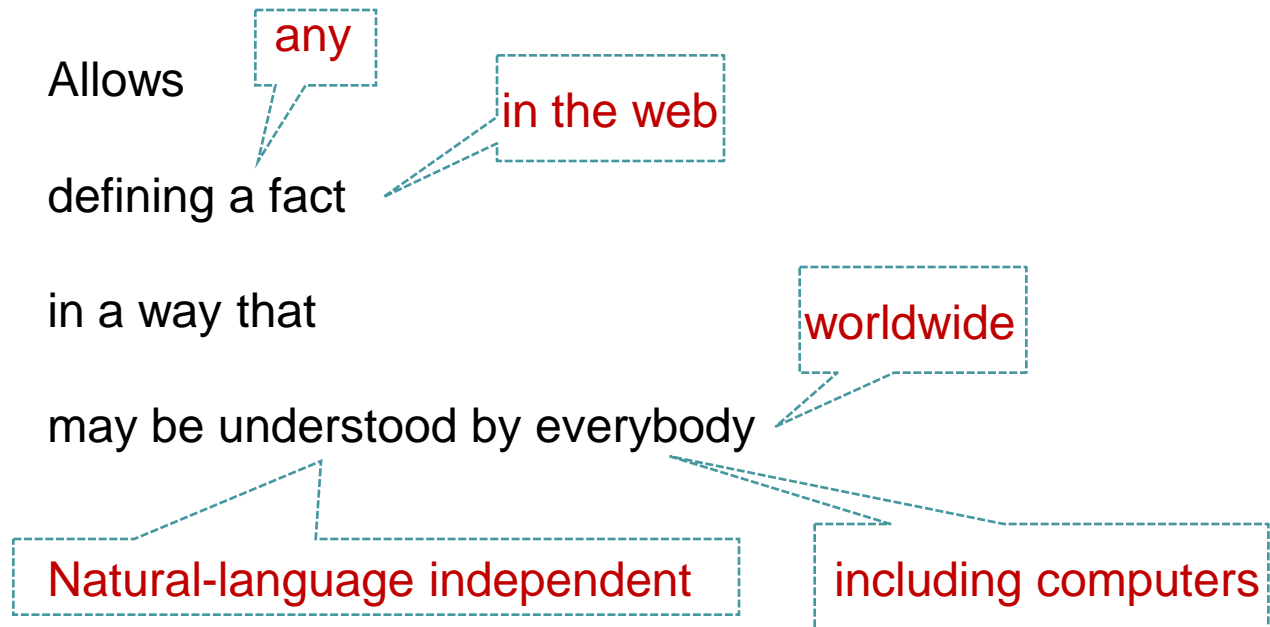 any
Allows
in the web
defining a fact
in a way that
worldwide
may be understood by everybody
Natural-language independent
including computers